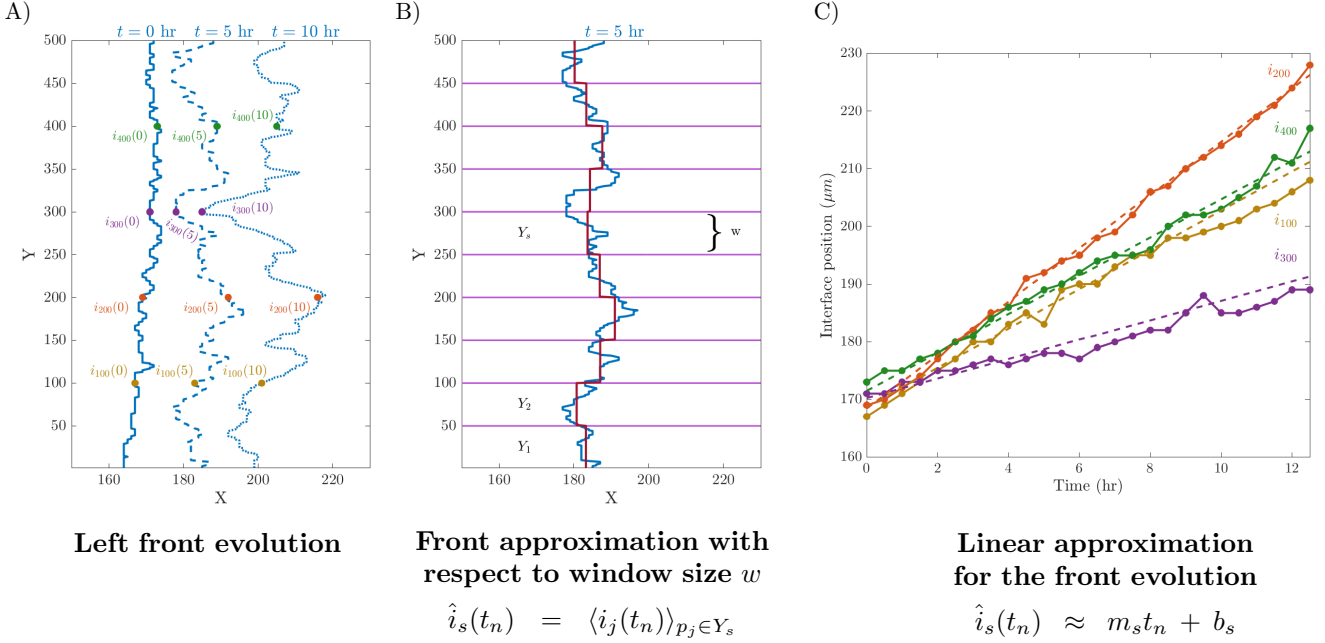 A)
t = 0 hr t = 5 hr t = 10 hr
500
450
400
350
300
250
200
150
100
50
Y
i400(0)
i400(5)
i400(10)
i300(0)
i300(5)
i300(10)
i200(0)
i200(5)
i200(10)
i100(0)
i100(5)
i100(10)
160 180 200 220
X
Left front evolution
B)
t = 5 hr
500
450
400
350
300
250
200
150
100
50
Y
Ys
w
Y2
Y1
160 180 200 220
X
Front approximation with
respect to window size w
îs(tn) = ⟨ij(tn)⟩pj∈Ys
C)
230
220
210
200
190
180
170
160
Interface position (μm)
i200
i400
i100
i300
0 2 4 6 8 10 12
Time (hr)
Linear approximation
for the front evolution
îs(tn) ≈ mstn + bs